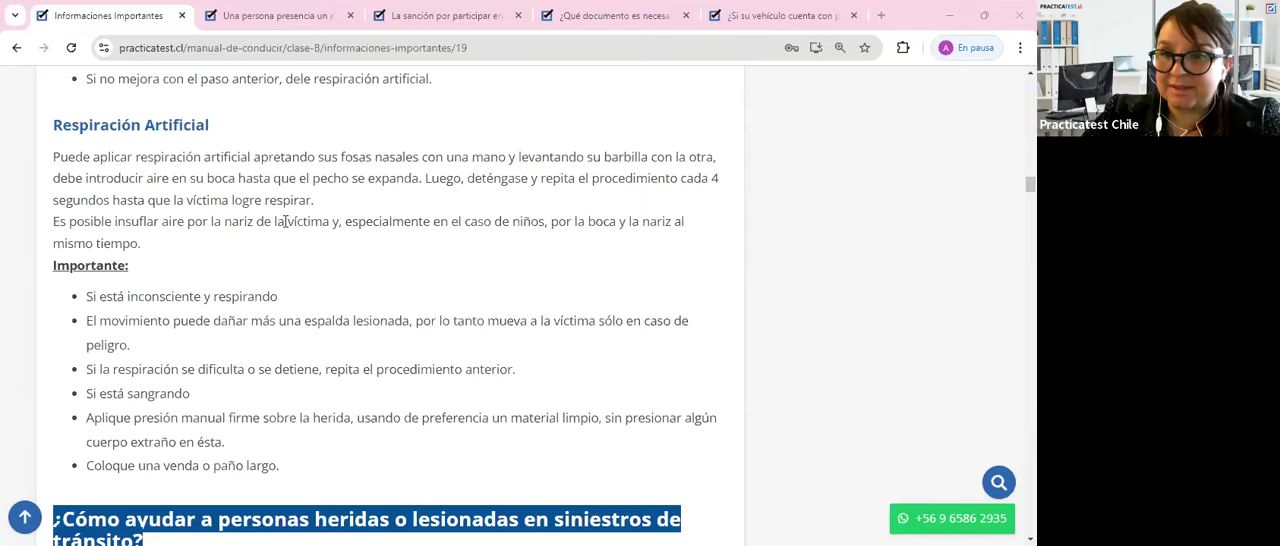 Informaciones Importantes
Una persona presencia un a
La sanción por participar en
¿Qué documento es necesa
¿Si su vehículo cuenta con p
practicatest.cl/manual-de-conducir/clase-B/informaciones-importantes/19
A
En pausa
PRACTICATEST.cl
Practicatest Chile
Si no mejora con el paso anterior, dele respiración artificial.
Respiración Artificial
Puede aplicar respiración artificial apretando sus fosas nasales con una mano y levantando su barbilla con la otra,
debe introducir aire en su boca hasta que el pecho se expanda. Luego, deténgase y repita el procedimiento cada 4
segundos hasta que la víctima logre respirar.
Es posible insuflar aire por la nariz de la víctima y, especialmente en el caso de niños, por la boca y la nariz al
mismo tiempo.
Importante:
Si está inconsciente y respirando
El movimiento puede dañar más una espalda lesionada, por lo tanto mueva a la víctima sólo en caso de
peligro.
Si la respiración se dificulta o se detiene, repita el procedimiento anterior.
Si está sangrando
Aplique presión manual firme sobre la herida, usando de preferencia un material limpio, sin presionar algún
cuerpo extraño en ésta.
Coloque una venda o paño largo.
+56 9 6586 2935
¿Cómo ayudar a personas heridas o lesionadas en siniestros de
tránsito?